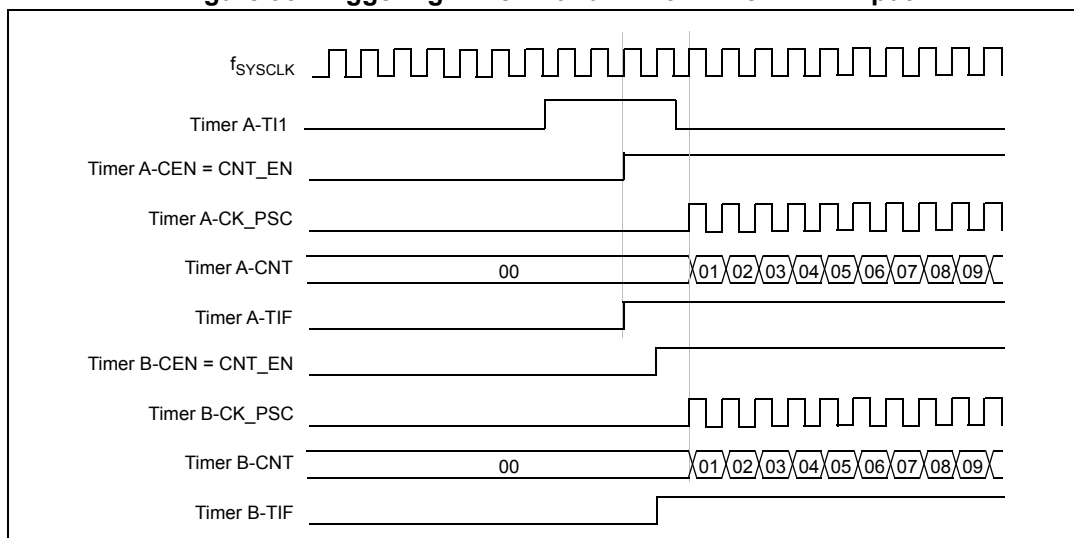 fSYSCLK
Timer A-TI1
Timer A-CEN = CNT_EN
Timer A-CK_PSC
Timer A-CNT 00 01 02 03 04 05 06 07 08 09
Timer A-TIF
Timer B-CEN = CNT_EN
Timer B-CK_PSC
Timer B-CNT 00 01 02 03 04 05 06 07 08 09
Timer B-TIF